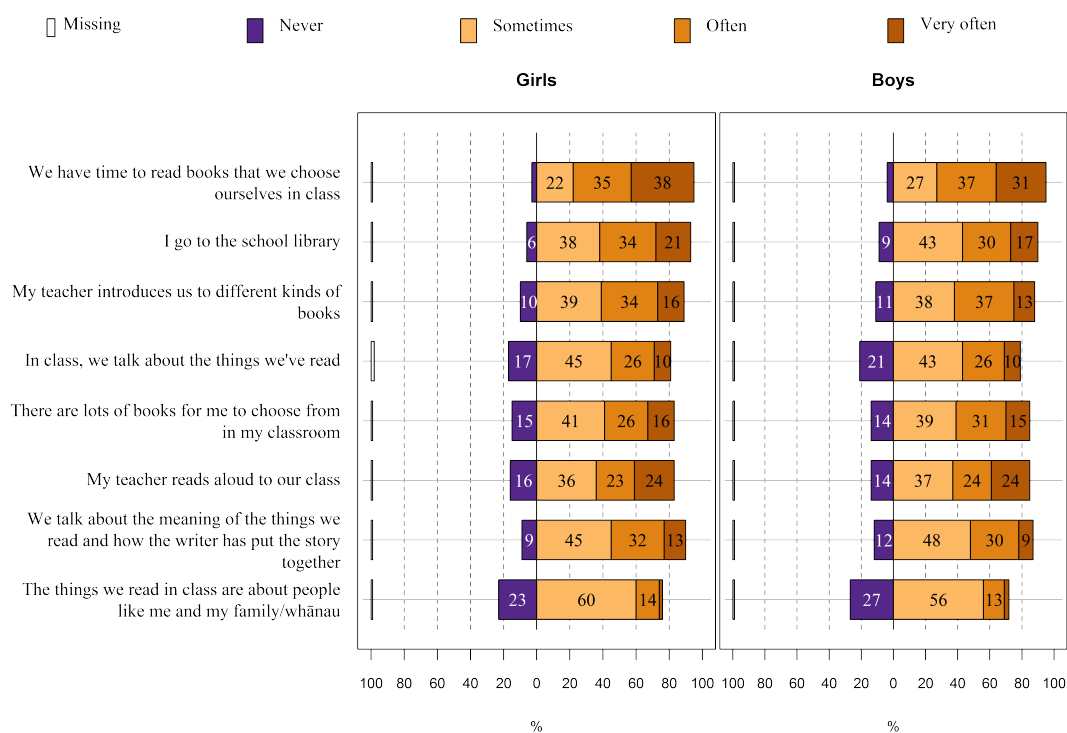 Missing
Never
Sometimes
Often
Very often
Girls
Boys
We have time to read books that we choose
ourselves in class
22 35 38
27 37 31
I go to the school library
6 38 34 21
9 43 30 17
My teacher introduces us to different kinds of
books
10 39 34 16
11 38 37 13
In class, we talk about the things we've read
17 45 26 10
21 43 26 10
There are lots of books for me to choose from
in my classroom
15 41 26 16
14 39 31 15
My teacher reads aloud to our class
16 36 23 24
14 37 24 24
We talk about the meaning of the things we
read and how the writer has put the story
together
9 45 32 13
12 48 30 9
The things we read in class are about people
like me and my family/whānau
23 60 14
27 56 13
100 80 60 40 20 0 20 40 60 80 100
100 80 60 40 20 0 20 40 60 80 100
%
%